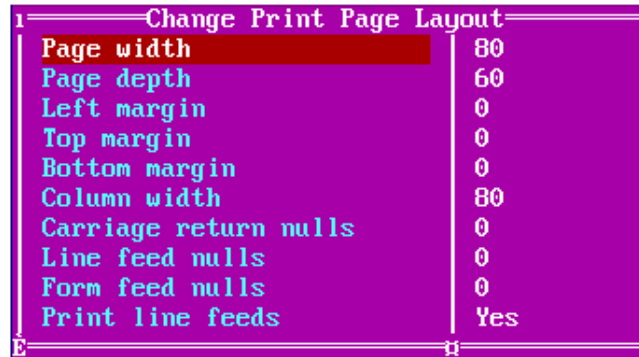 Change Print Page Layout
Page width 80
Page depth 60
Left margin 0
Top margin 0
Bottom margin 0
Column width 80
Carriage return nulls 0
Line feed nulls 0
Form feed nulls 0
Print line feeds Yes